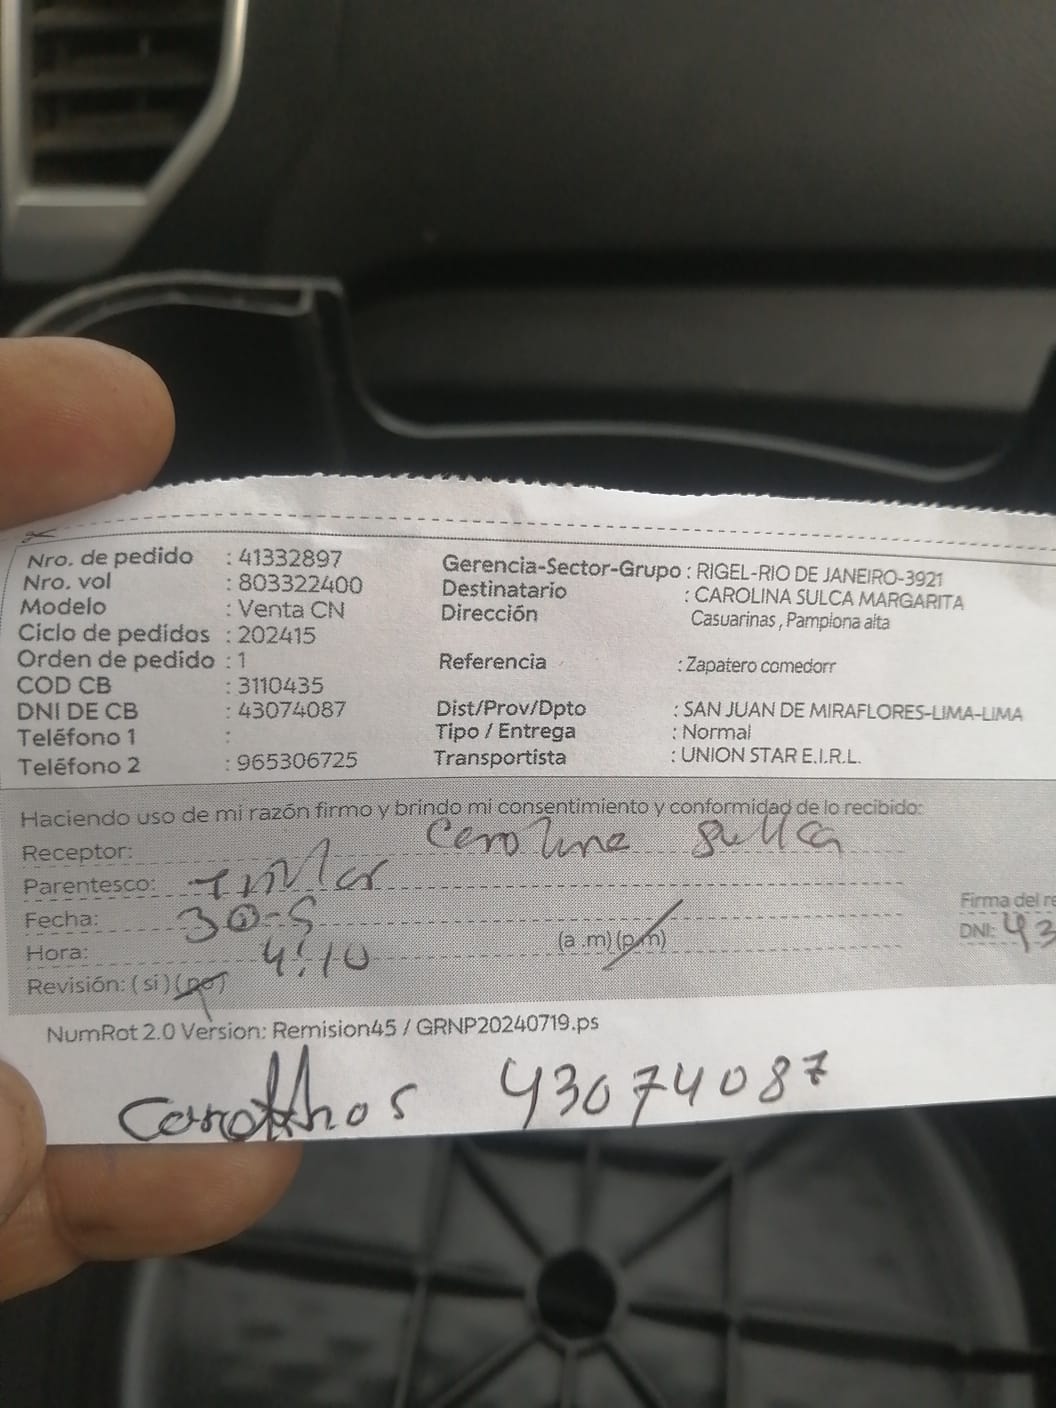 Nro. de pedido : 41332897
Nro. vol : 803322400
Modelo : Venta CN
Ciclo de pedidos : 202415
Orden de pedido : 1
COD CB : 3110435
DNI DE CB : 43074087
Teléfono 1 :
Teléfono 2 : 965306725
Gerencia-Sector-Grupo : RIGEL-RIO DE JANEIRO-3921
Destinatario : CAROLINA SULCA MARGARITA
Dirección Casuarinas , Pamplona alta
Referencia : Zapatero comedorr
Dist/Prov/Dpto : SAN JUAN DE MIRAFLORES-LIMA-LIMA
Tipo / Entrega : Normal
Transportista : UNION STAR E.I.R.L.
Haciendo uso de mi razón firmo y brindo mi consentimiento y conformidad de lo recibido:
Receptor: Sulca
Parentesco:
Fecha:
Hora: 4:10 (a .m) (p.m)
Revisión: ( si ) (no)
Firma del re
DNI: 43
NumRot 2.0 Version: Remision45 / GRNP20240719.ps
43074087